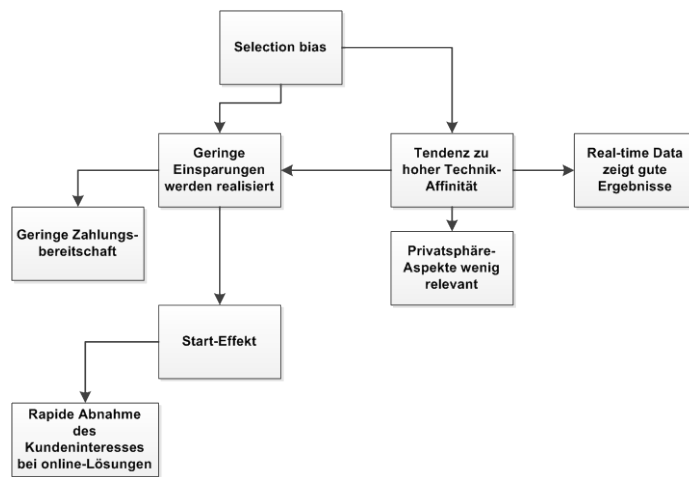 Selection bias
Geringe
Einsparungen
werden realisiert
Tendenz zu
hoher Technik-
Affinität
Real-time Data
zeigt gute
Ergebnisse
Geringe Zahlungs-
bereitschaft
Privatsphäre-
Aspekte wenig
relevant
Start-Effekt
Rapide Abnahme
des
Kundeninteresses
bei online-Lösungen